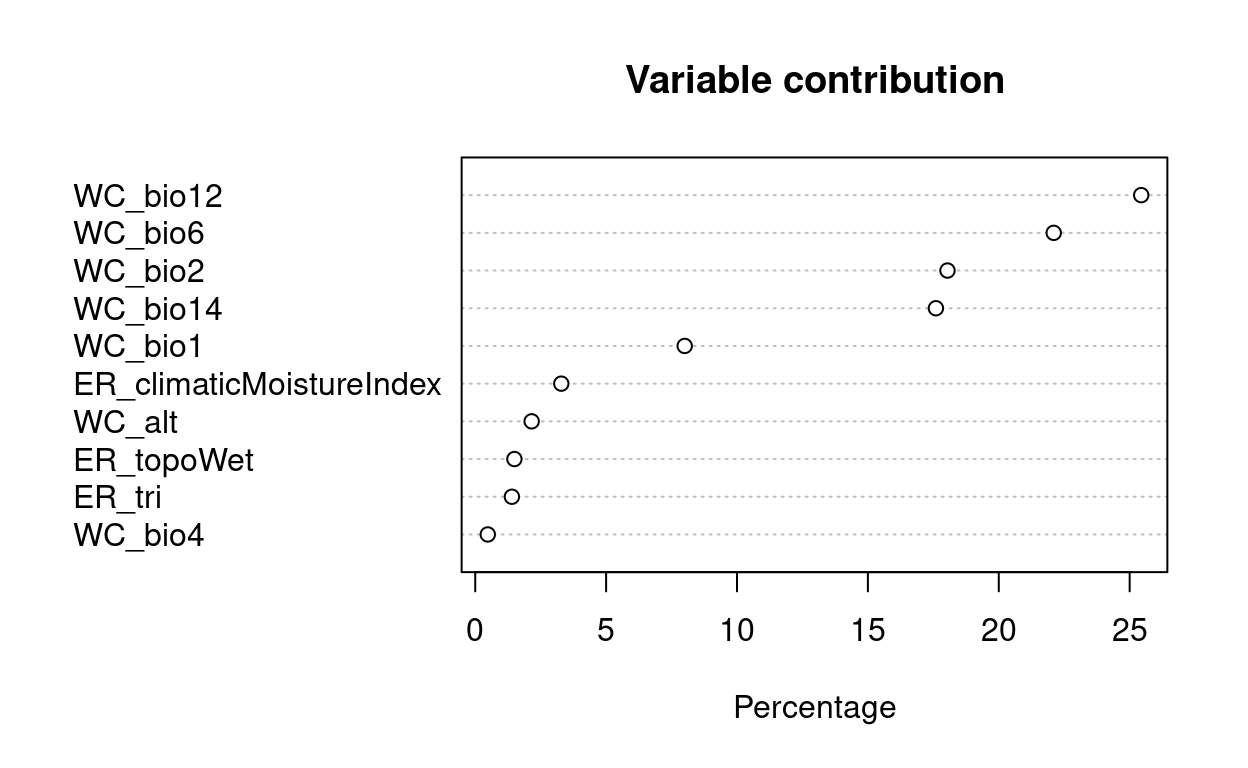 Variable contribution
WC_bio12
WC_bio6
WC_bio2
WC_bio14
WC_bio1
ER_climaticMoistureIndex
WC_alt
ER_topoWet
ER_tri
WC_bio4
0 5 10 15 20 25
Percentage